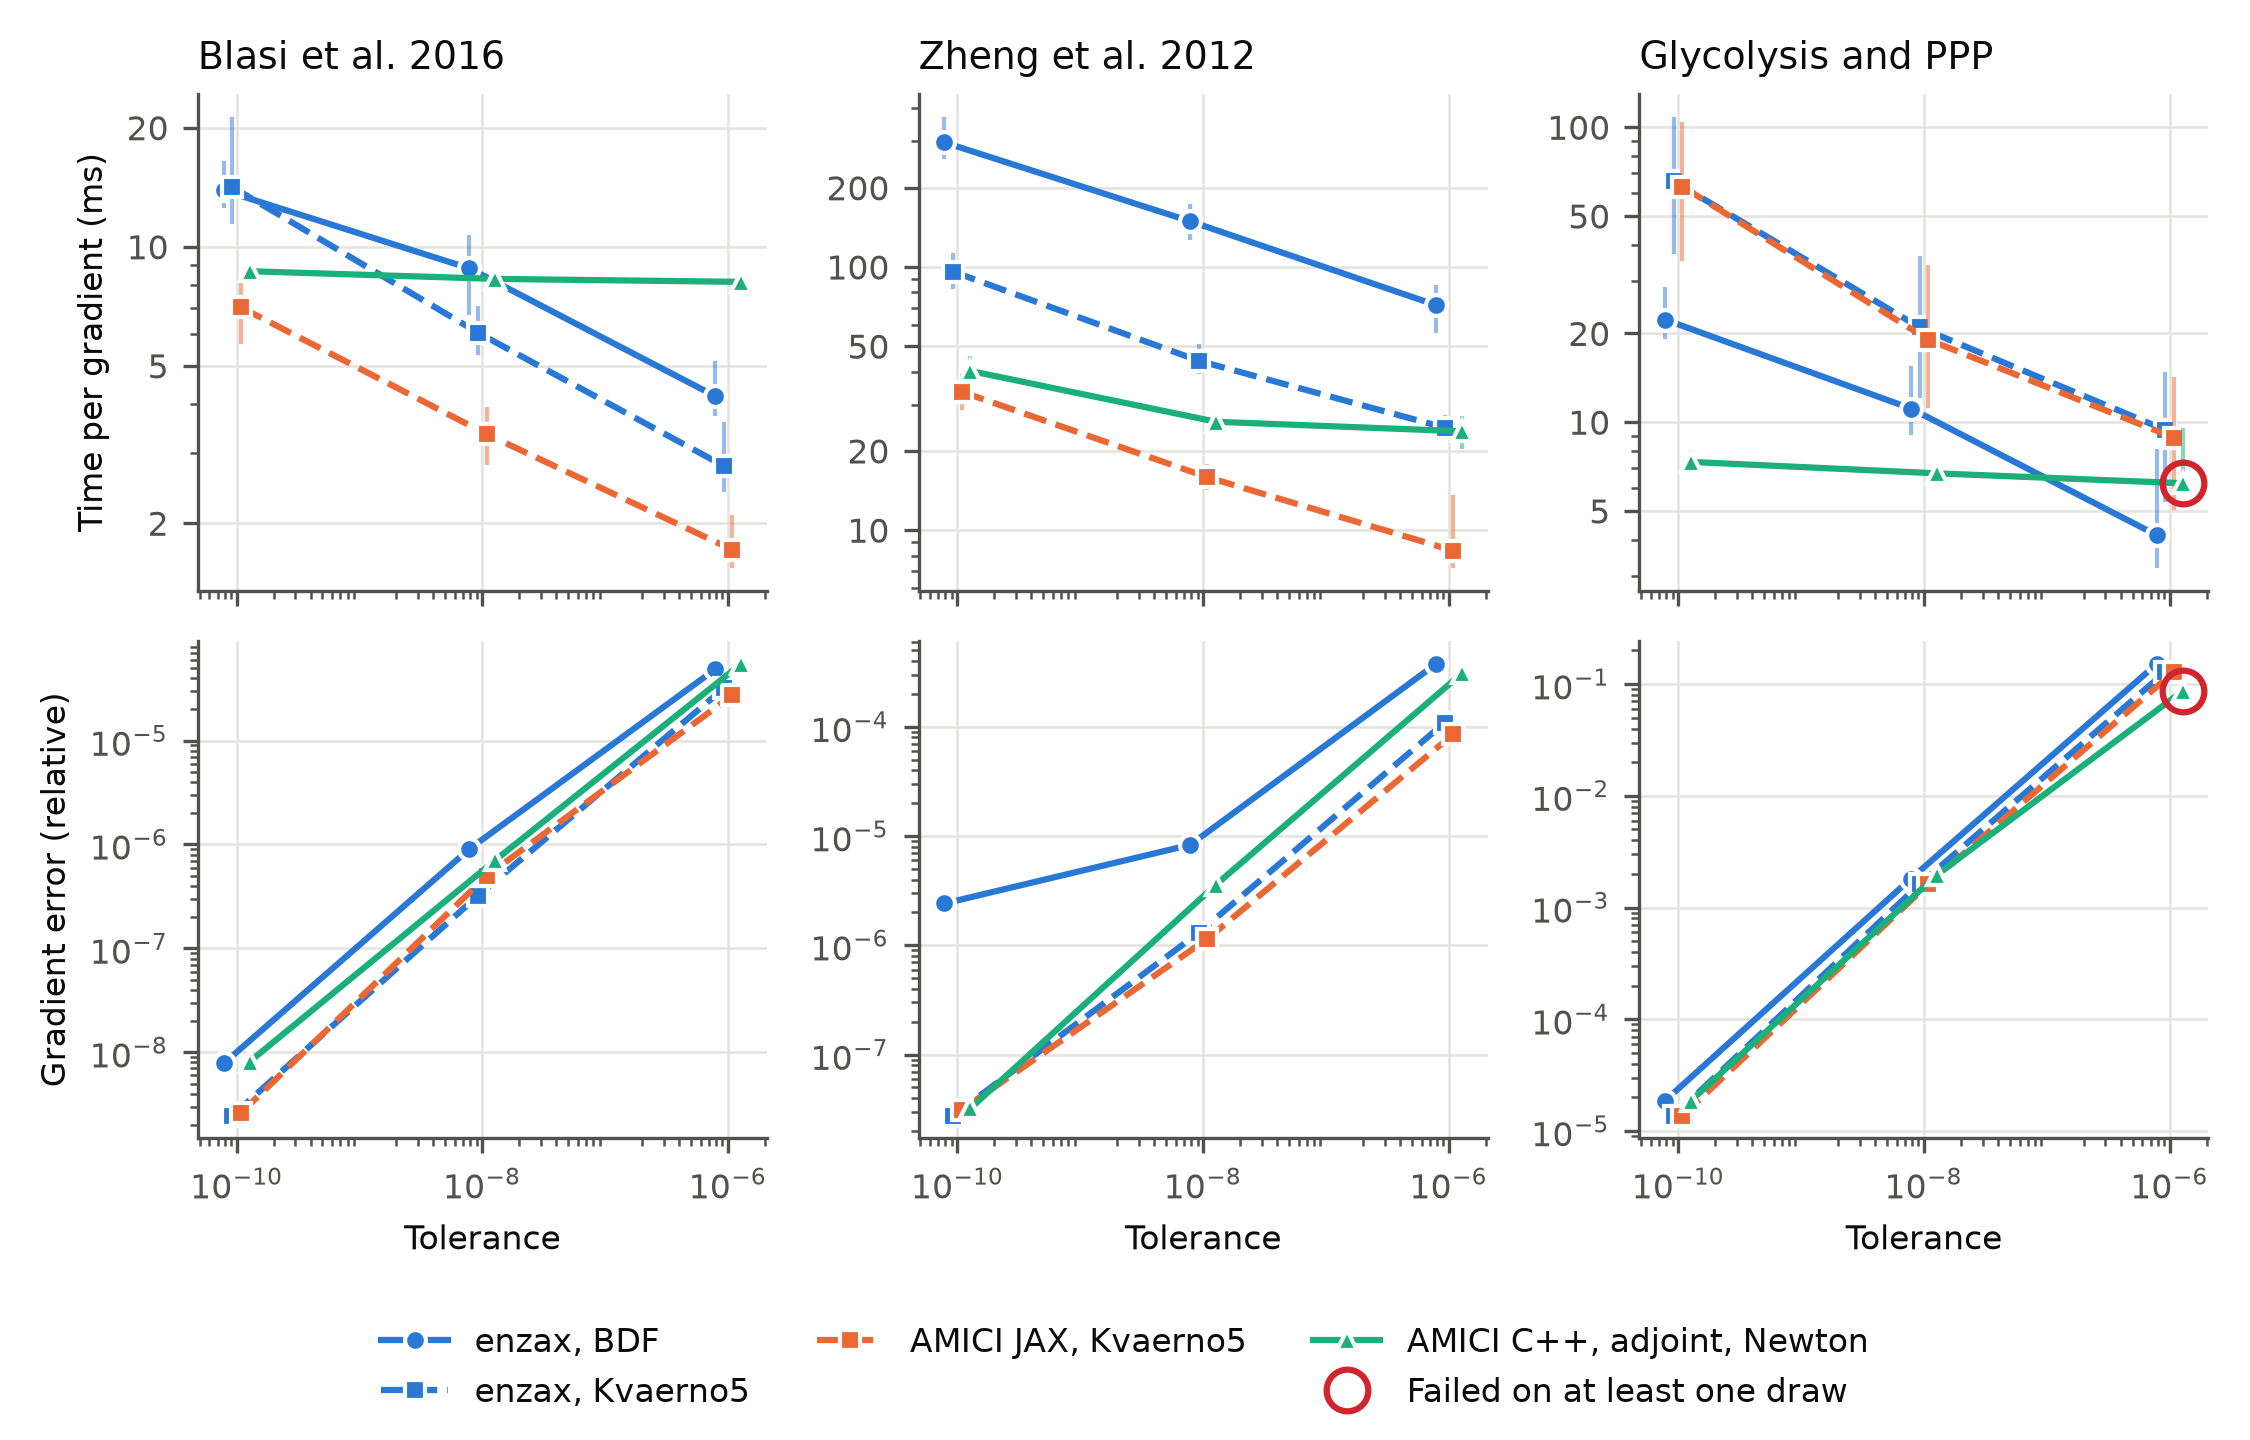 Blasi et al. 2016
Zheng et al. 2012
Glycolysis and PPP
Time per gradient (ms)
20
10
5
2
200
100
50
20
10
100
50
20
10
5
Gradient error (relative)
10⁻⁵
10⁻⁶
10⁻⁷
10⁻⁸
10⁻⁴
10⁻⁵
10⁻⁶
10⁻⁷
10⁻¹
10⁻²
10⁻³
10⁻⁴
10⁻⁵
10⁻¹⁰ 10⁻⁸ 10⁻⁶
10⁻¹⁰ 10⁻⁸ 10⁻⁶
10⁻¹⁰ 10⁻⁸ 10⁻⁶
Tolerance
Tolerance
Tolerance
enzax, BDF
enzax, Kvaerno5
AMICI JAX, Kvaerno5
AMICI C++, adjoint, Newton
Failed on at least one draw